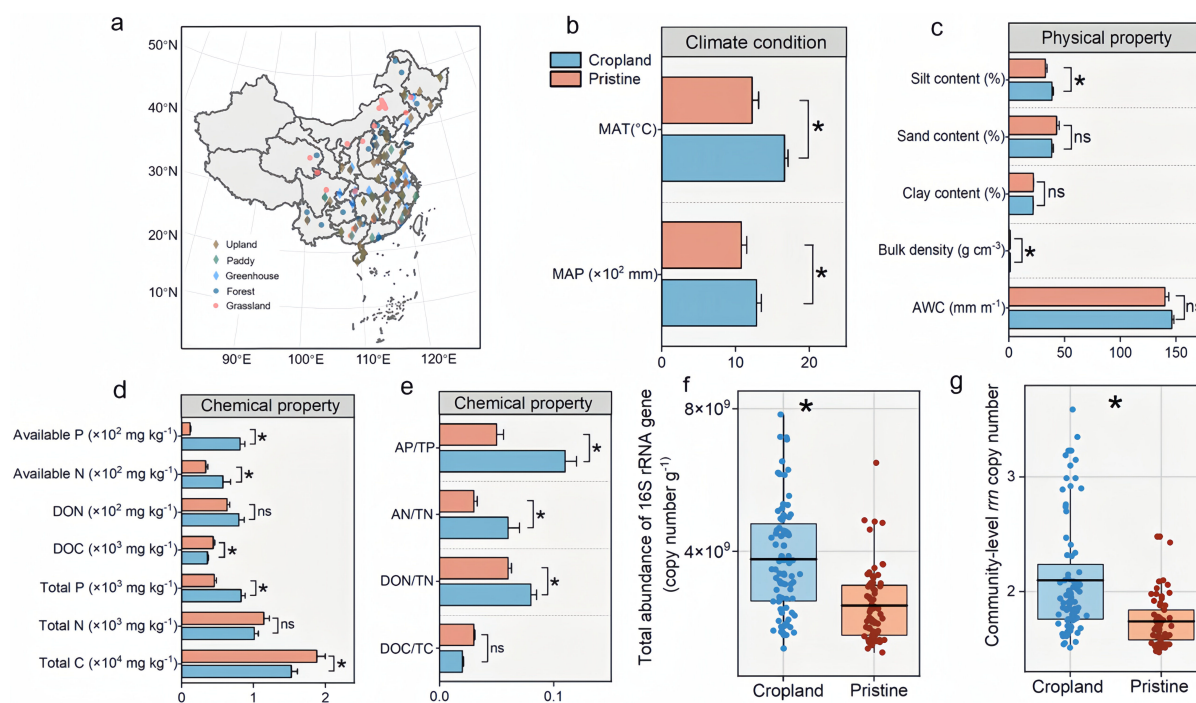 a
50°N
40°N
30°N
20°N
10°N
90°E
100°E
110°E
120°E
Upland
Paddy
Greenhouse
Forest
Grassland
b
Cropland
Pristine
Climate condition
MAT(°C)
*
MAP (×10² mm)
*
0
10
20
c
Physical property
Silt content (%)
*
Sand content (%)
ns
Clay content (%)
ns
Bulk density (g cm⁻³)
*
AWC (mm m⁻¹)
ns
0
50
100
150
d
Chemical property
Available P (×10² mg kg⁻¹)
*
Available N (×10² mg kg⁻¹)
*
DON (×10² mg kg⁻¹)
ns
DOC (×10³ mg kg⁻¹)
*
Total P (×10³ mg kg⁻¹)
*
Total N (×10³ mg kg⁻¹)
ns
Total C (×10⁴ mg kg⁻¹)
*
0
1
2
e
Chemical property
AP/TP
*
AN/TN
*
DON/TN
*
DOC/TC
ns
0.0
0.1
f
Total abundance of 16S rRNA gene
(copy number g⁻¹)
8×10⁹
4×10⁹
*
Cropland
Pristine
g
Community-level rrn copy number
3
2
*
Cropland
Pristine